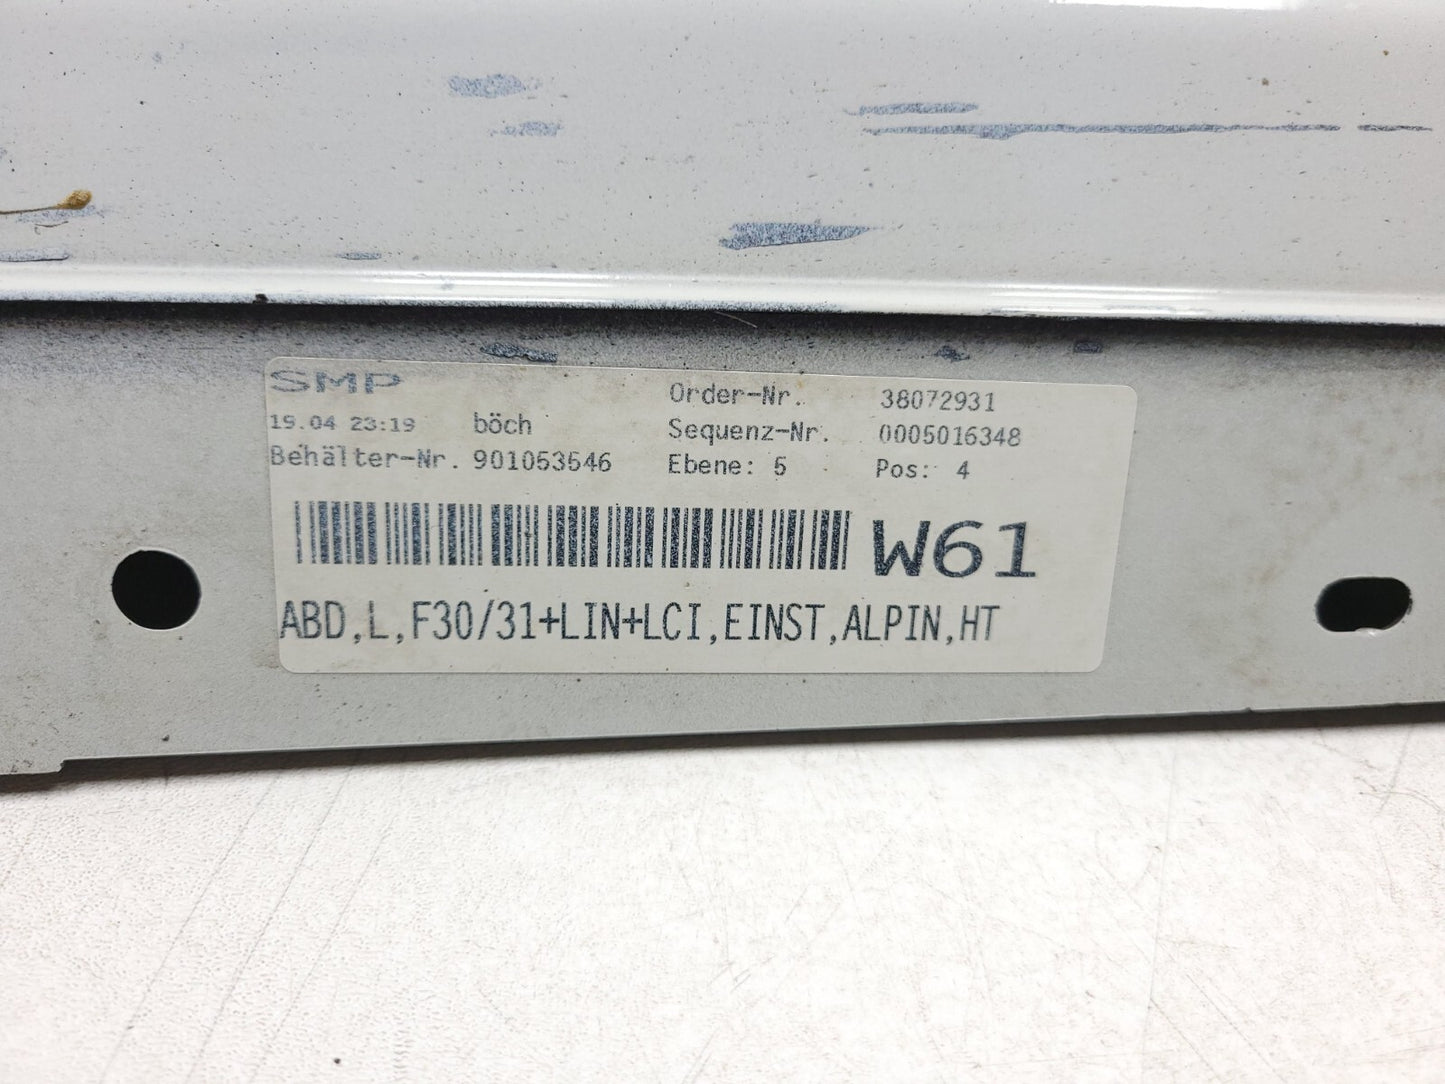 SMP
19.04 23:19 böch
Behälter-Nr. 901053546
Order-Nr. 38072931
Sequenz-Nr. 0005016348
Ebene: 5 Pos: 4
W61
ABD,L,F30/31+LIN+LCI,EINST,ALPIN,HT